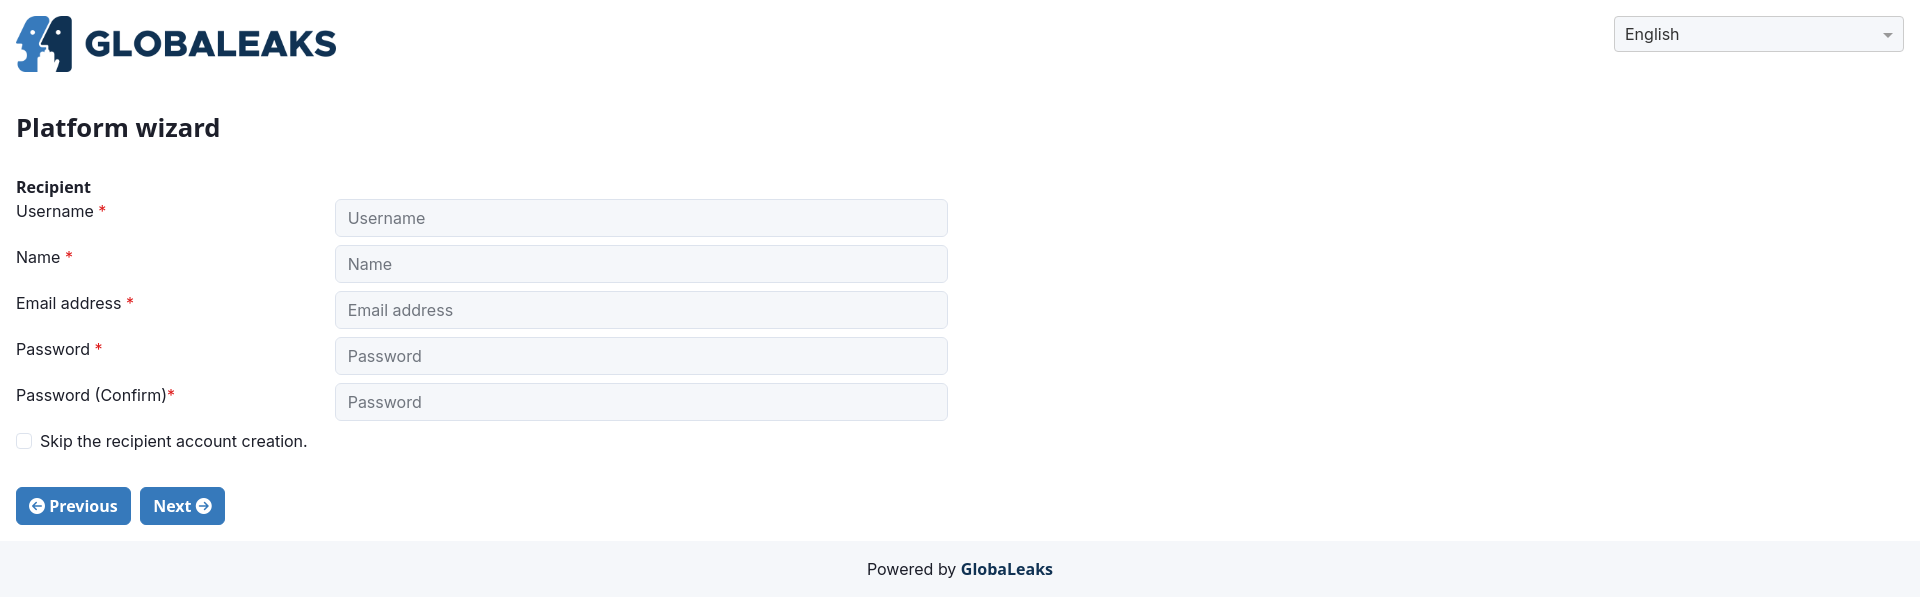 GLOBALEAKS
English
Platform wizard
Recipient
Username *
Username
Name *
Name
Email address *
Email address
Password *
Password
Password (Confirm)*
Password
Skip the recipient account creation.
Previous
Next
Powered by GlobaLeaks